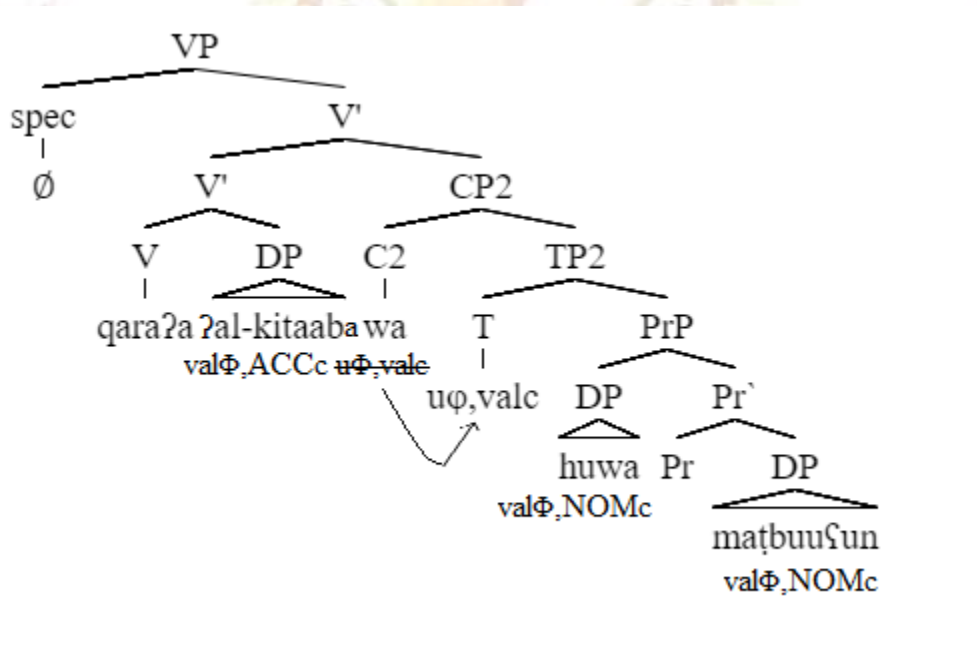 VP
spec V'
Ø V' CP2
V DP C2 TP2
qaraʔa ʔal-kitaaba wa T PrP
valΦ,ACCc uΦ,valc
uφ,valc DP Pr`
huwa Pr DP
valΦ,NOMc
maṭbuuʕun
valΦ,NOMc